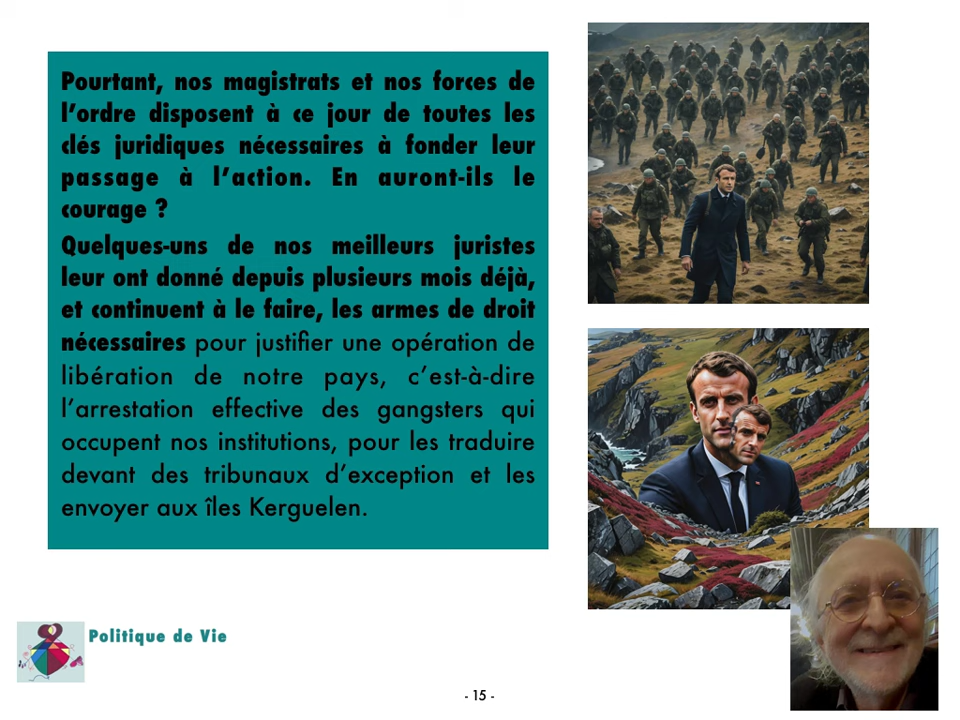 Pourtant, nos magistrats et nos forces de
l’ordre disposent à ce jour de toutes les
clés juridiques nécessaires à fonder leur
passage à l’action. En auront-ils le
courage ?
Quelques-uns de nos meilleurs juristes
leur ont donné depuis plusieurs mois déjà,
et continuent à le faire, les armes de droit
nécessaires pour justifier une opération de
libération de notre pays, c’est-à-dire
l’arrestation effective des gangsters qui
occupent nos institutions, pour les traduire
devant des tribunaux d’exception et les
envoyer aux îles Kerguelen.
Politique de Vie
- 15 -